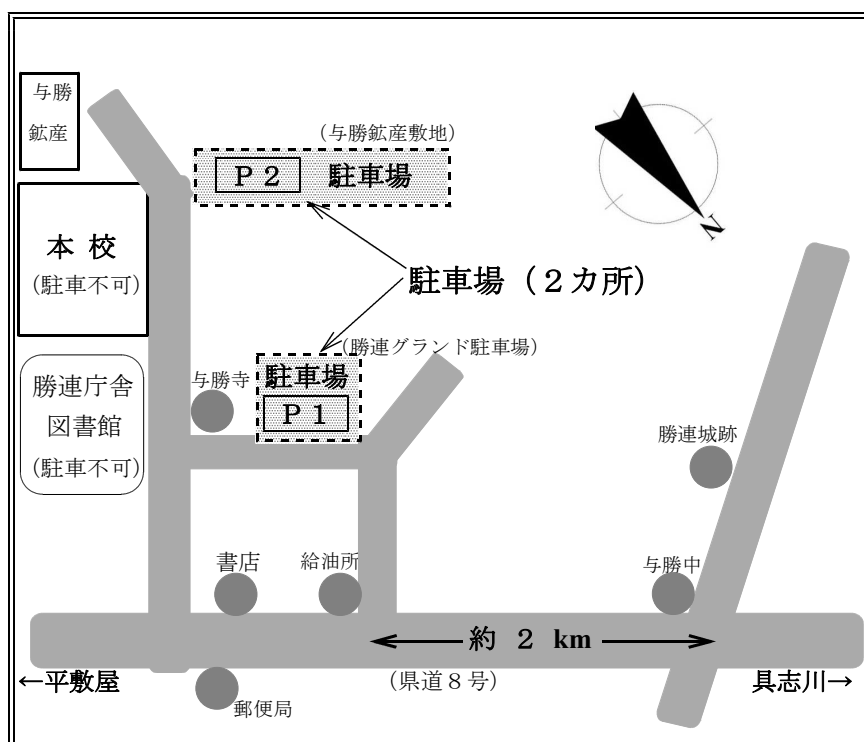 与勝
鉱産
(与勝鉱産敷地)
Ｐ２ 駐車場
N
本 校
(駐車不可)
駐車場（２カ所）
(勝連グランド駐車場)
与勝寺
駐車場
Ｐ１
勝連庁舎
図書館
(駐車不可)
勝連城跡
書店
給油所
与勝中
約 2 km
←平敷屋
(県道８号)
具志川→
郵便局